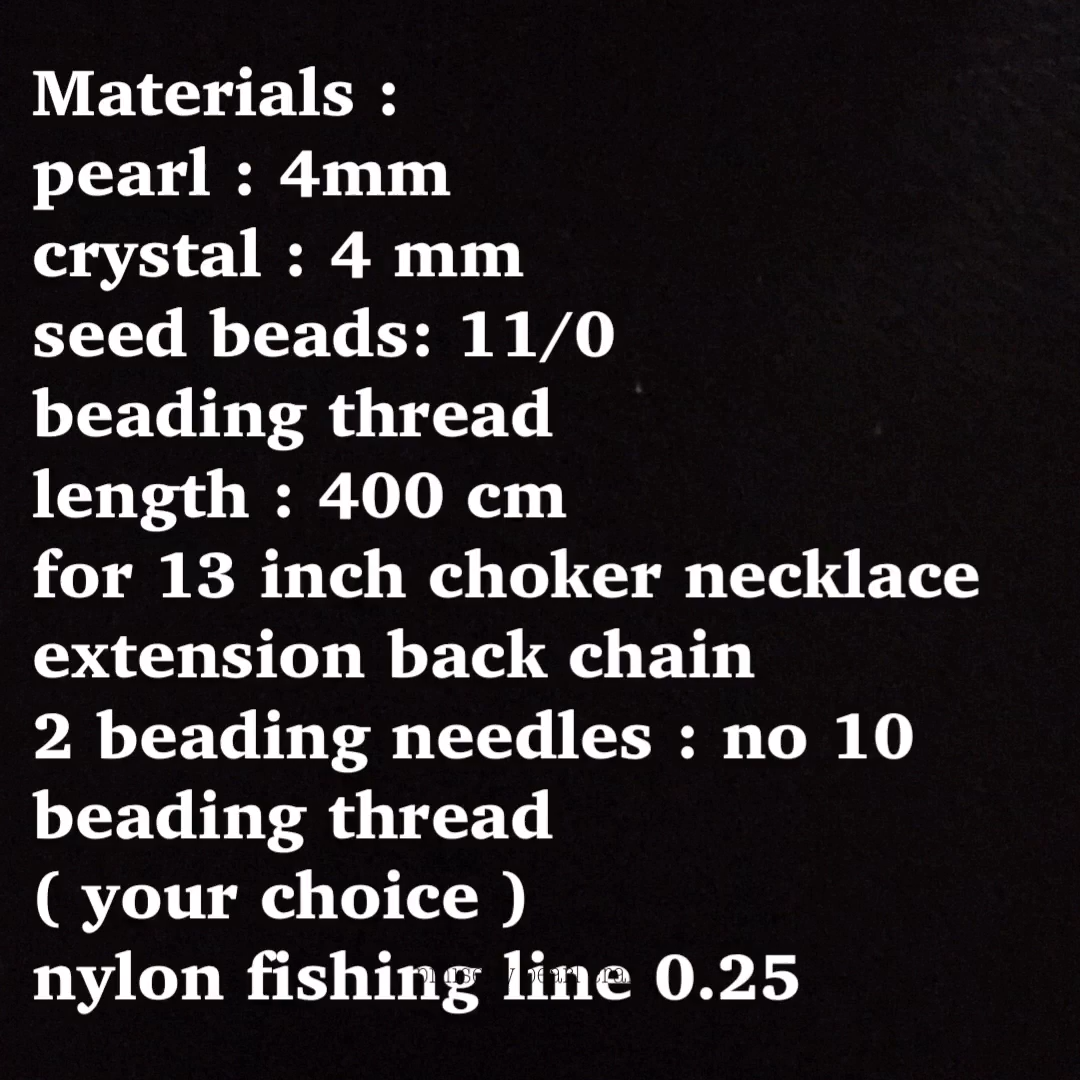 Materials :
pearl : 4mm
crystal : 4 mm
seed beads: 11/0
beading thread
length : 400 cm
for 13 inch choker necklace
extension back chain
2 beading needles : no 10
beading thread
( your choice )
nylon fishing line 0.25
pearl